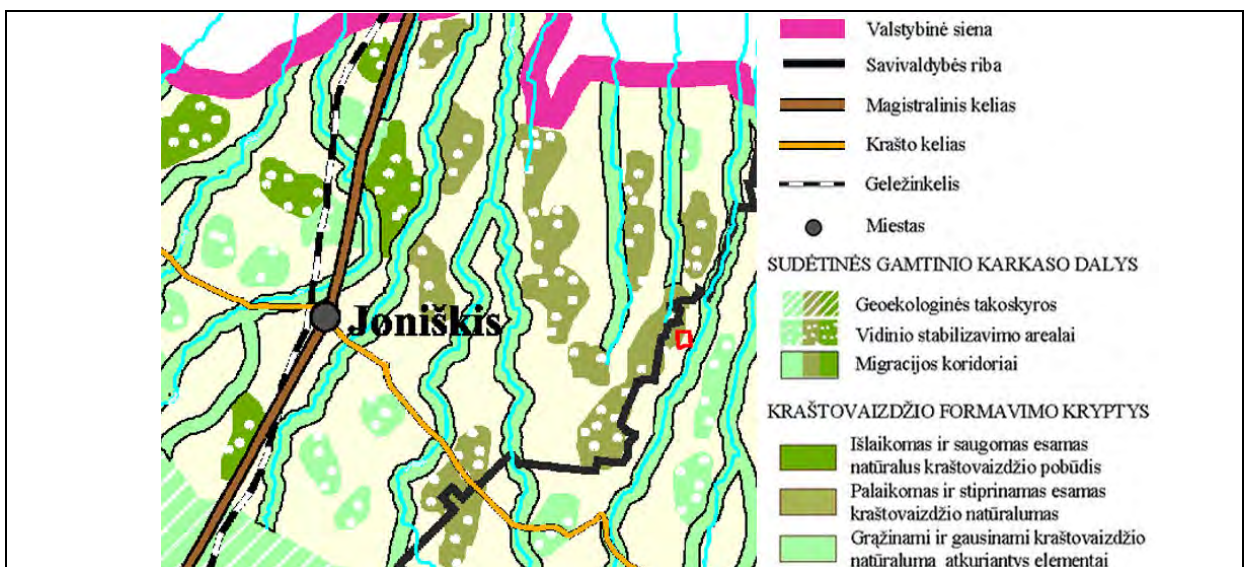 Joniškis
Valstybinė siena
Savivaldybės riba
Magistralinis kelias
Krašto kelias
Geležinkelis
Miestas
SUDĖTINĖS GAMTINIO KARKASO DALYS
Geoekologinės takoskyros
Vidinio stabilizavimo arealai
Migracijos koridoriai
KRAŠTOVAIZDŽIO FORMAVIMO KRYPTYS
Išlaikomas ir saugomas esamas
natūralus kraštovaizdžio pobūdis
Palaikomas ir stiprinamas esamas
kraštovaizdžio natūralumas
Grąžinami ir gausinami kraštovaizdžio
natūralumą atkuriantys elementai